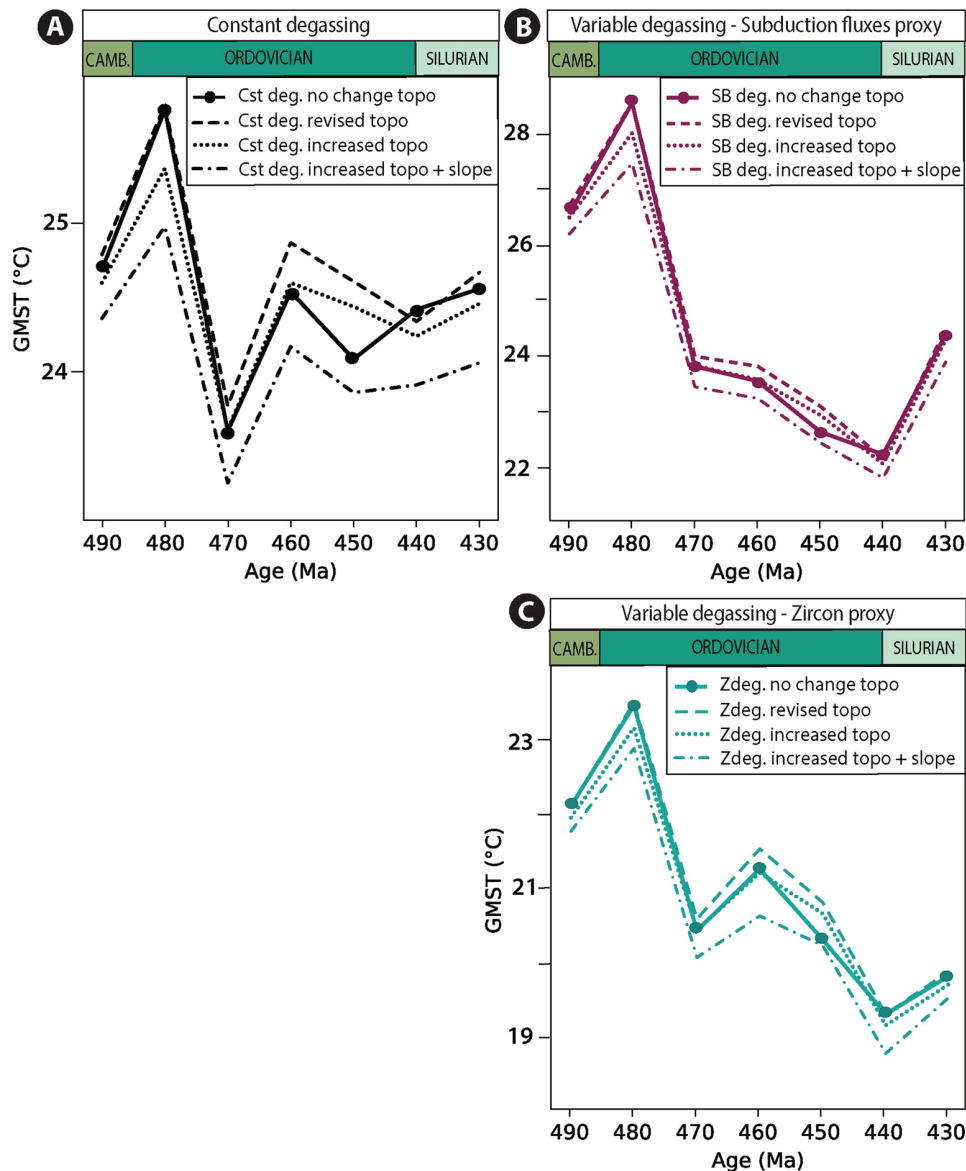 A
Constant degassing
CAMB. ORDOVICIAN SILURIAN
Cst deg. no change topo
Cst deg. revised topo
Cst deg. increased topo
Cst deg. increased topo + slope
25
24
GMST (°C)
490 480 470 460 450 440 430
Age (Ma)
B
Variable degassing - Subduction fluxes proxy
CAMB. ORDOVICIAN SILURIAN
SB deg. no change topo
SB deg. revised topo
SB deg. increased topo
SB deg. increased topo + slope
28
26
24
22
490 480 470 460 450 440 430
Age (Ma)
C
Variable degassing - Zircon proxy
CAMB. ORDOVICIAN SILURIAN
Zdeg. no change topo
Zdeg. revised topo
Zdeg. increased topo
Zdeg. increased topo + slope
23
21
19
GMST (°C)
490 480 470 460 450 440 430
Age (Ma)